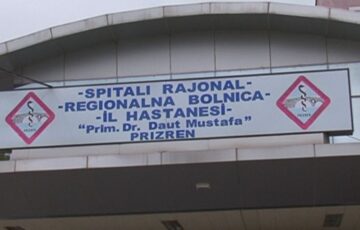 -SPITALI RAJONAL-
-REGIONALNA BOLNICA-
-İL HASTANESİ-
"Prim. Dr. Daut Mustafa"
PRIZREN